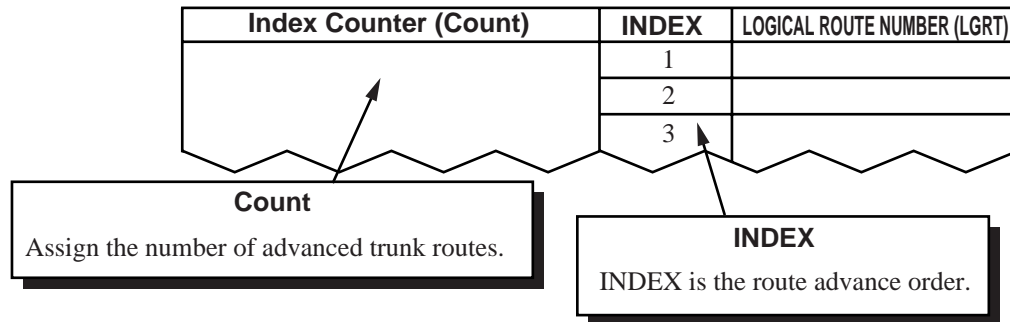 Index Counter (Count) INDEX LOGICAL ROUTE NUMBER (LGRT)
1
2
3
Count
Assign the number of advanced trunk routes.
INDEX
INDEX is the route advance order.